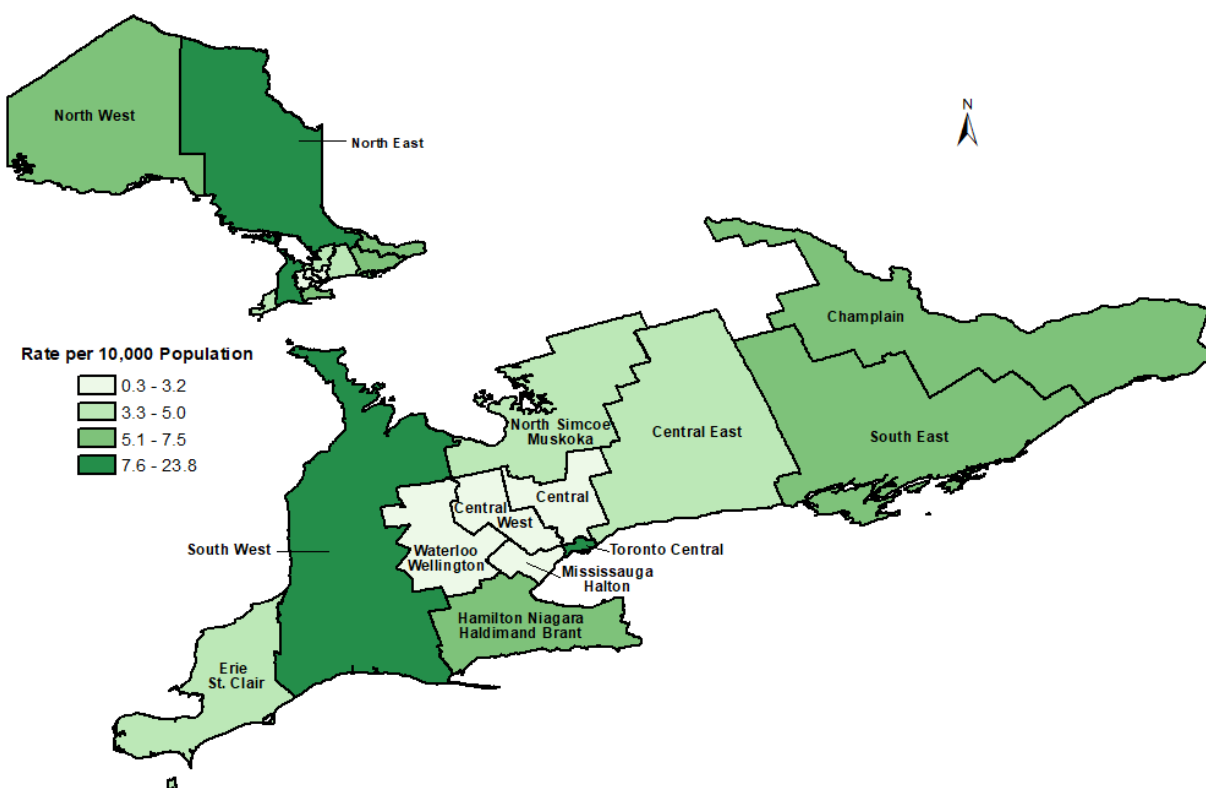 North West
North East
N
Rate per 10,000 Population
0.3 - 3.2
3.3 - 5.0
5.1 - 7.5
7.6 - 23.8
Champlain
North Simcoe
Muskoka
Central East
South East
Central
Central
West
South West
Waterloo
Wellington
Toronto Central
Mississauga
Halton
Hamilton Niagara
Haldimand Brant
Erie
St. Clair